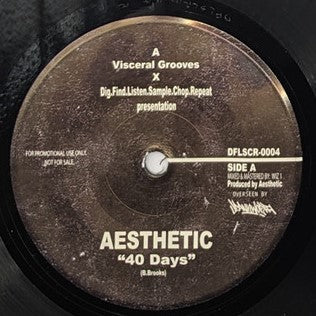 A
Visceral Grooves
X
Dig.Find.Listen.Sample.Chop.Repeat
presentation
FOR PROMOTIONAL USE ONLY.
NOT FOR SALE.
DFLSCR-0004
SIDE A
MIXED & MASTERED BY: WIZ I
Produced by Aesthetic
OVERSEEN BY
AESTHETIC
"40 Days"
(B.Brooks)